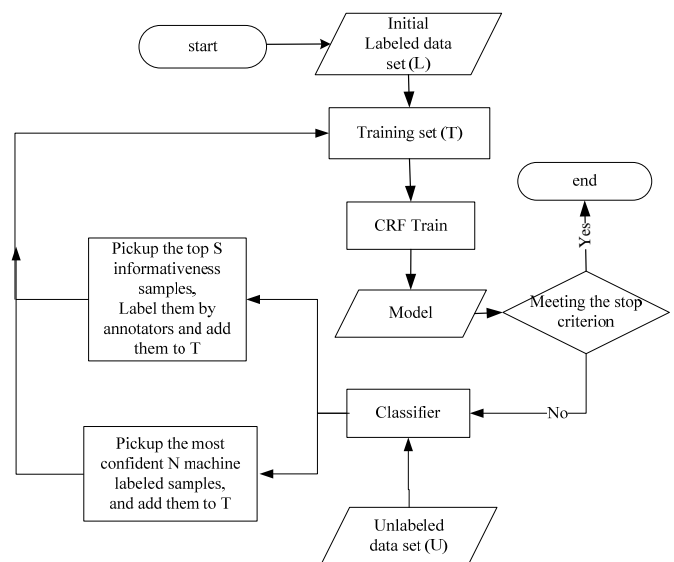 start
Initial
Labeled data
set (L)
Training set (T)
end
CRF Train
Yes
Pickup the top S
informativeness
samples,
Label them by
annotators and add
them to T
Model
Meeting the stop
criterion
Classifier
No
Pickup the most
confident N machine
labeled samples,
and add them to T
Unlabeled
data set (U)